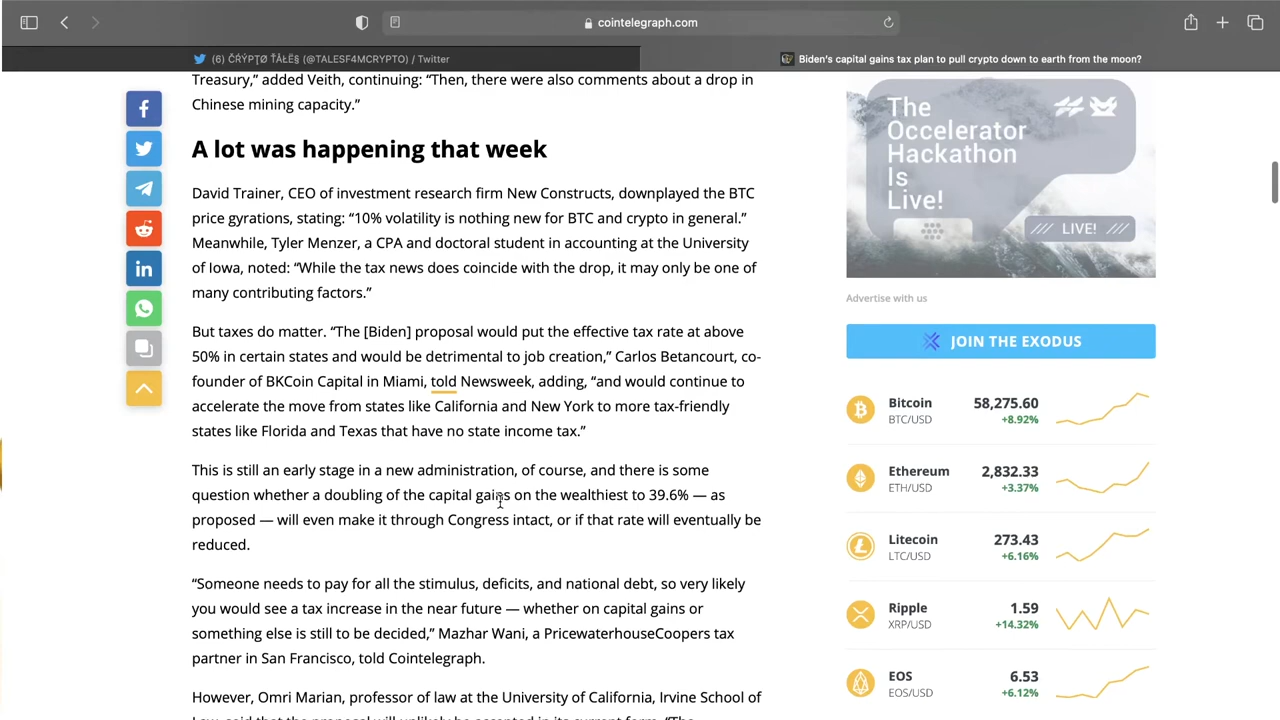 cointelegraph.com
(6) ČŔÝPŢØ ŤÅŁË§ (@TALESF4MCRYPTO) / Twitter
Biden's capital gains tax plan to pull crypto down to earth from the moon?
Treasury,” added Veith, continuing: “Then, there were also comments about a drop in
Chinese mining capacity.”
A lot was happening that week
David Trainer, CEO of investment research firm New Constructs, downplayed the BTC
price gyrations, stating: “10% volatility is nothing new for BTC and crypto in general.”
Meanwhile, Tyler Menzer, a CPA and doctoral student in accounting at the University
of Iowa, noted: “While the tax news does coincide with the drop, it may only be one of
many contributing factors.”
But taxes do matter. “The [Biden] proposal would put the effective tax rate at above
50% in certain states and would be detrimental to job creation,” Carlos Betancourt, co-
founder of BKCoin Capital in Miami, told Newsweek, adding, “and would continue to
accelerate the move from states like California and New York to more tax-friendly
states like Florida and Texas that have no state income tax.”
This is still an early stage in a new administration, of course, and there is some
question whether a doubling of the capital gains on the wealthiest to 39.6% — as
proposed — will even make it through Congress intact, or if that rate will eventually be
reduced.
“Someone needs to pay for all the stimulus, deficits, and national debt, so very likely
you would see a tax increase in the near future — whether on capital gains or
something else is still to be decided,” Mazhar Wani, a PricewaterhouseCoopers tax
partner in San Francisco, told Cointelegraph.
However, Omri Marian, professor of law at the University of California, Irvine School of
Law, said that the proposal will unlikely be accepted in its current form. “The
The
Occelerator
Hackathon
Is
Live!
/// LIVE! ///
Advertise with us
JOIN THE EXODUS
Bitcoin 58,275.60
BTC/USD +8.92%
Ethereum 2,832.33
ETH/USD +3.37%
Litecoin 273.43
LTC/USD +6.16%
Ripple 1.59
XRP/USD +14.32%
EOS 6.53
EOS/USD +6.12%